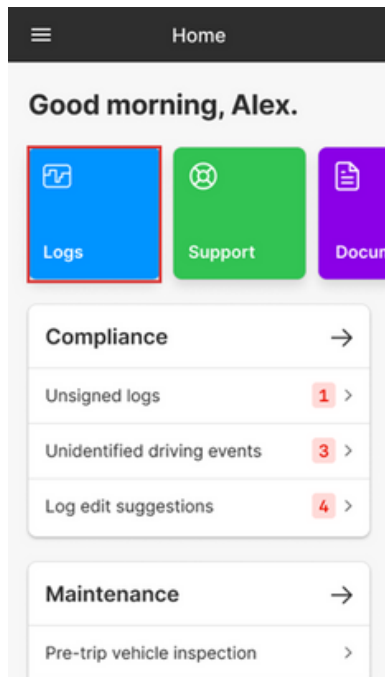 Home
Good morning, Alex.
Logs
Support
Docum
Compliance
Unsigned logs 1
Unidentified driving events 3
Log edit suggestions 4
Maintenance
Pre-trip vehicle inspection